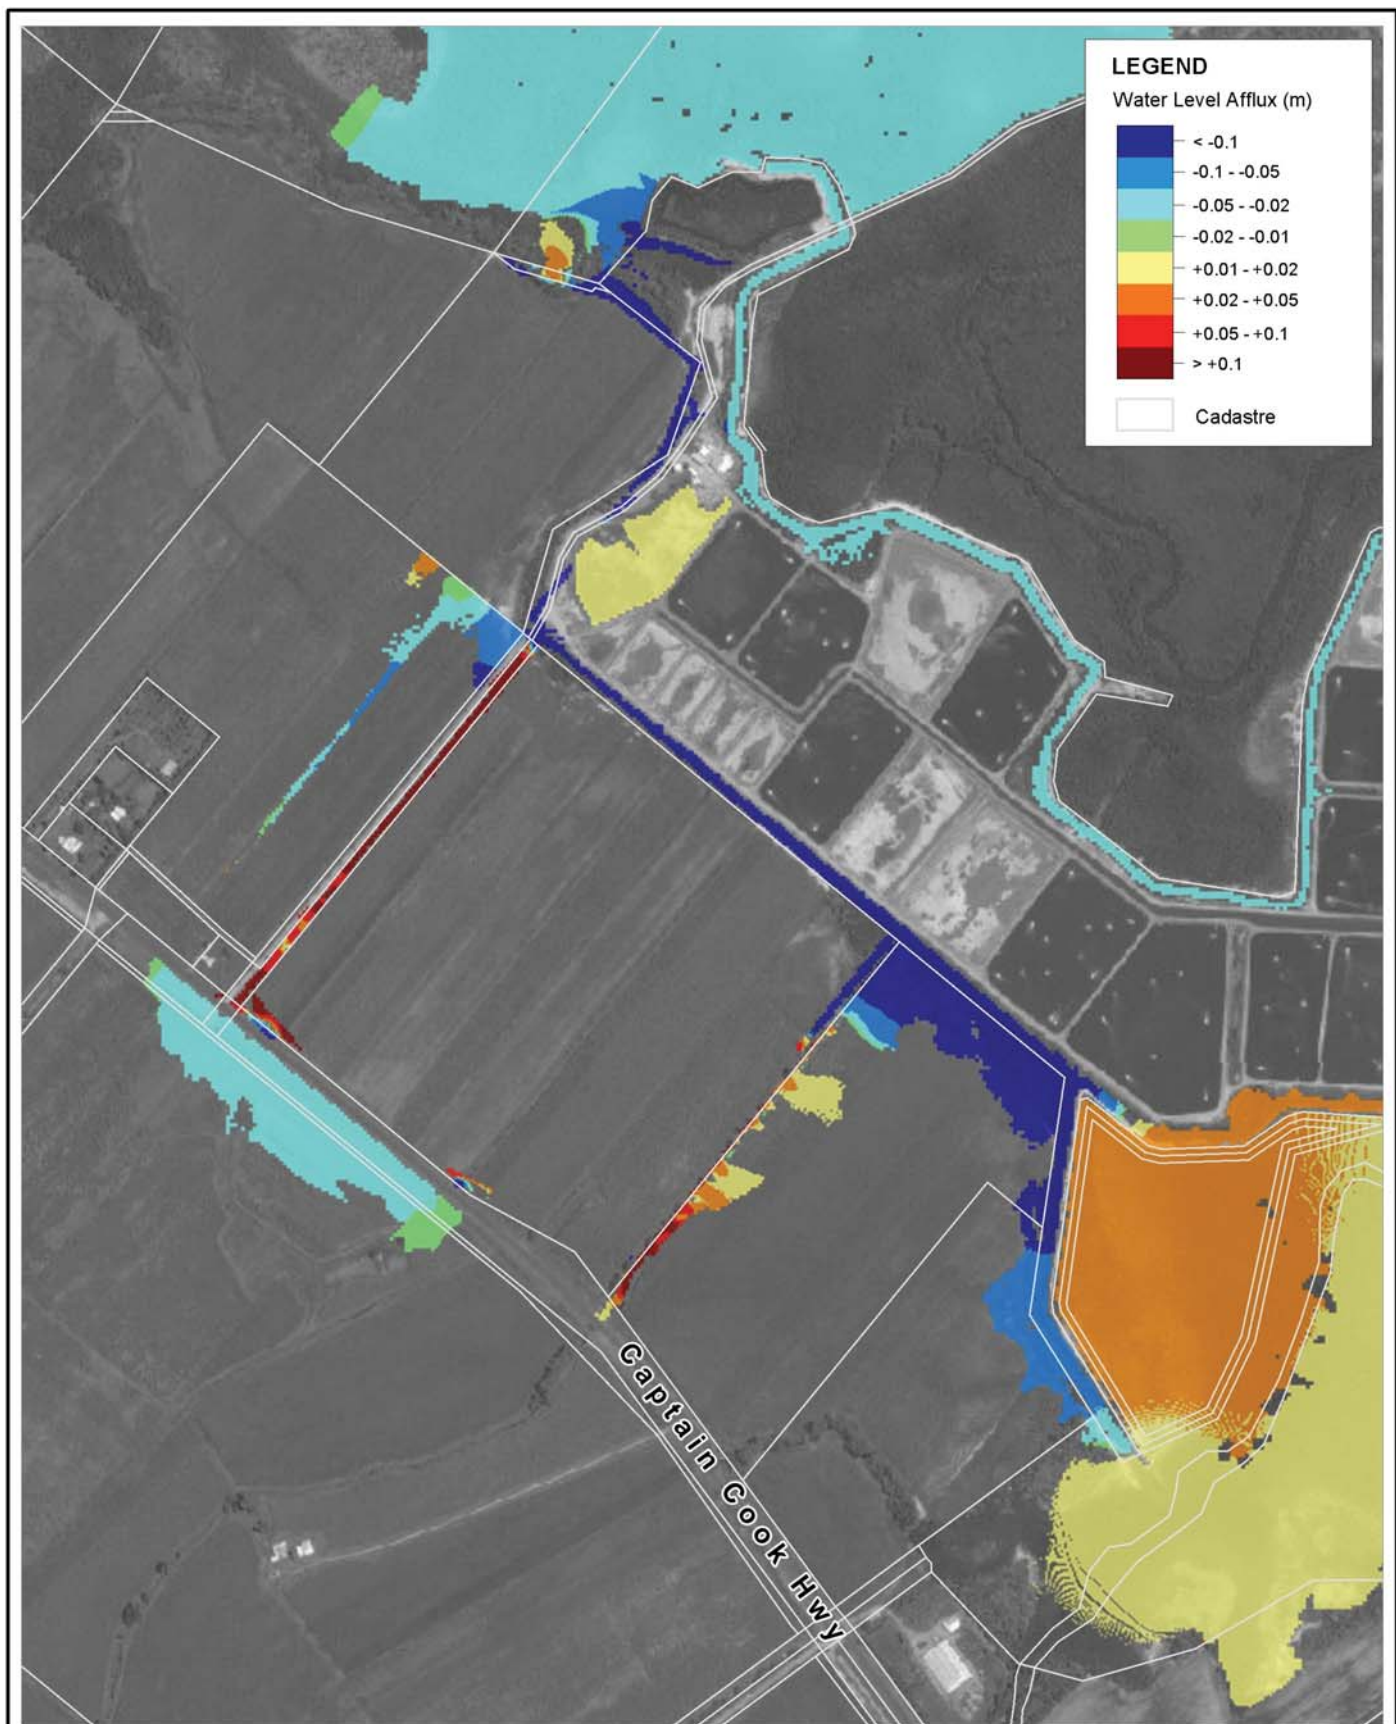 LEGEND
Water Level Afflux (m)
< -0.1
-0.1 - -0.05
-0.05 - -0.02
-0.02 - -0.01
+0.01 - +0.02
+0.02 - +0.05
+0.05 - +0.1
> +0.1
Cadastre
Captain Cook Hwy